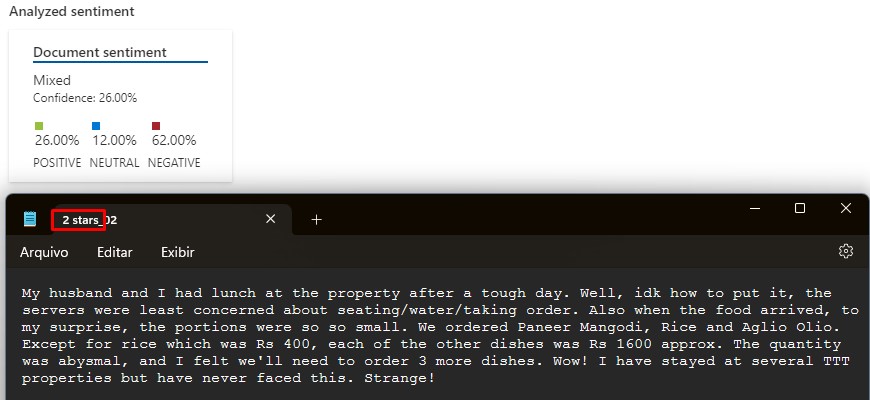 Analyzed sentiment
Document sentiment
Mixed
Confidence: 26.00%
26.00% 12.00% 62.00%
POSITIVE NEUTRAL NEGATIVE
2 stars_02
Arquivo Editar Exibir
My husband and I had lunch at the property after a tough day. Well, idk how to put it, the
servers were least concerned about seating/water/taking order. Also when the food arrived, to
my surprise, the portions were so so small. We ordered Paneer Mangodi, Rice and Aglio Olio.
Except for rice which was Rs 400, each of the other dishes was Rs 1600 approx. The quantity
was abysmal, and I felt we'll need to order 3 more dishes. Wow! I have stayed at several TTT
properties but have never faced this. Strange!